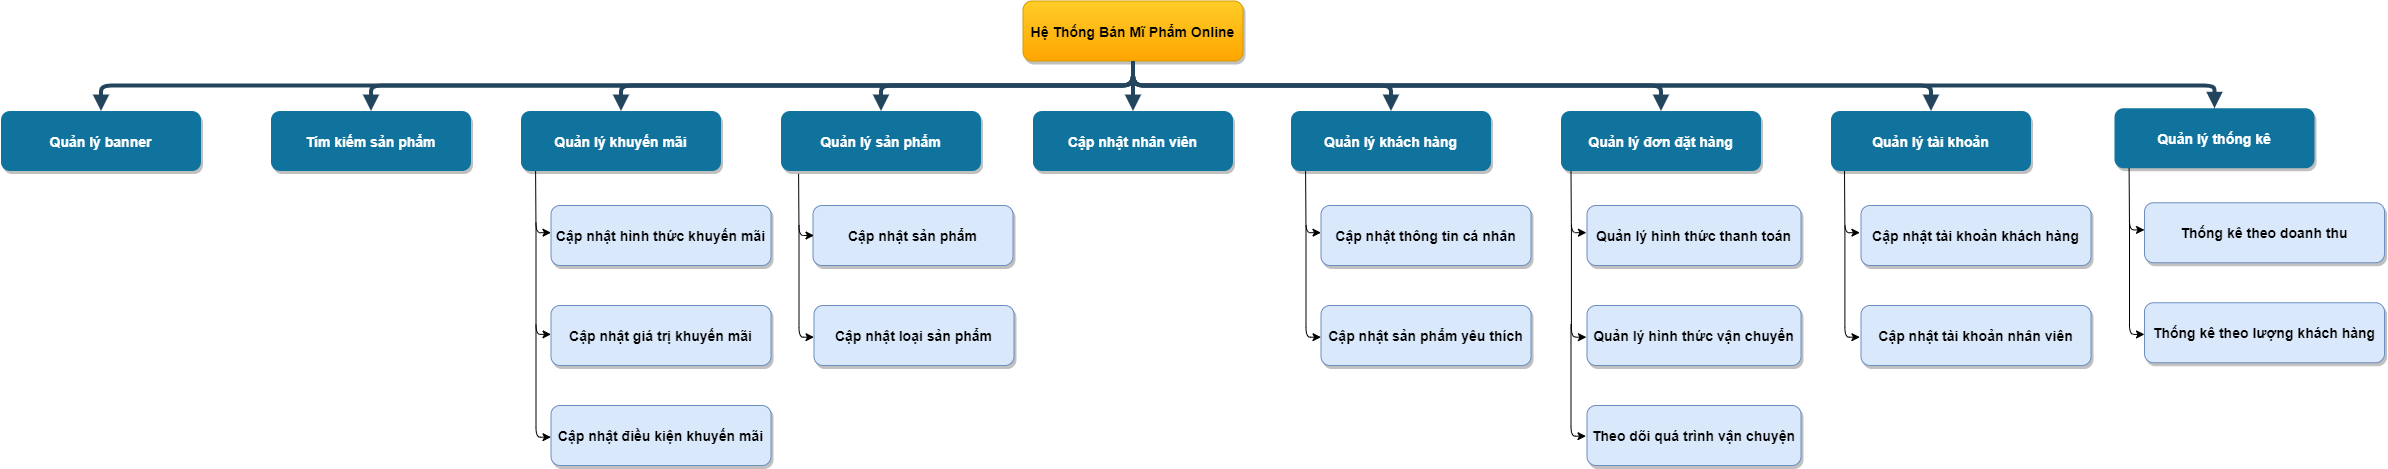 Hệ Thống Bán Mĩ Phẩm Online
Quản lý banner
Tím kiếm sản phẩm
Quản lý khuyến mãi
Quản lý sản phẩm
Cập nhật nhân viên
Quản lý khách hàng
Quản lý đơn đặt hàng
Quản lý tài khoản
Quản lý thống kê
Cập nhật hình thức khuyến mãi
Cập nhật sản phẩm
Cập nhật thông tin cá nhân
Quản lý hình thức thanh toán
Cập nhật tài khoản khách hàng
Thống kê theo doanh thu
Cập nhật giá trị khuyến mãi
Cập nhật loại sản phẩm
Cập nhật sản phẩm yêu thích
Quản lý hình thức vận chuyển
Cập nhật tài khoản nhân viên
Thống kê theo lượng khách hàng
Cập nhật điều kiện khuyến mãi
Theo dõi quá trình vận chuyện